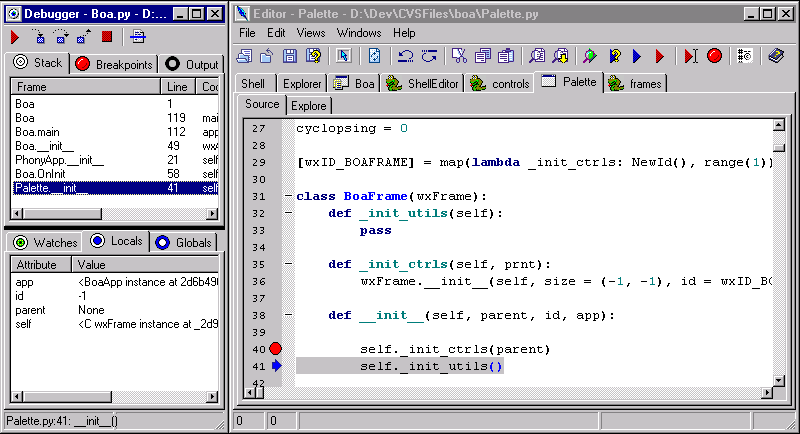 Debugger - Boa.py - D:...
Stack Breakpoints Output
Frame Line Cod
Boa 1
Boa 119 mai
Boa.main 112 app
Boa.__init__ 49 wxA
PhonyApp.__init__ 21 self
Boa.OnInit 58 self
Palette.__init__ 41 self
Watches Locals Globals
Attribute Value
app <BoaApp instance at 2d6b490
id -1
parent None
self <C wxFrame instance at _2d9
Palette.py:41: __init__()
Editor - Palette - D:\Dev\CVSFiles\boa\Palette.py
File Edit Views Windows Help
Shell Explorer Boa ShellEditor controls Palette frames
Source Explore
27 cyclopsing = 0
28
29 [wxID_BOAFRAME] = map(lambda _init_ctrls: NewId(), range(1))
30
31 class BoaFrame(wxFrame):
32 def _init_utils(self):
33 pass
34
35 def _init_ctrls(self, prnt):
36 wxFrame.__init__(self, size = (-1, -1), id = wxID_BO
37
38 def __init__(self, parent, id, app):
39
40 self._init_ctrls(parent)
41 self._init_utils()
42
0 0